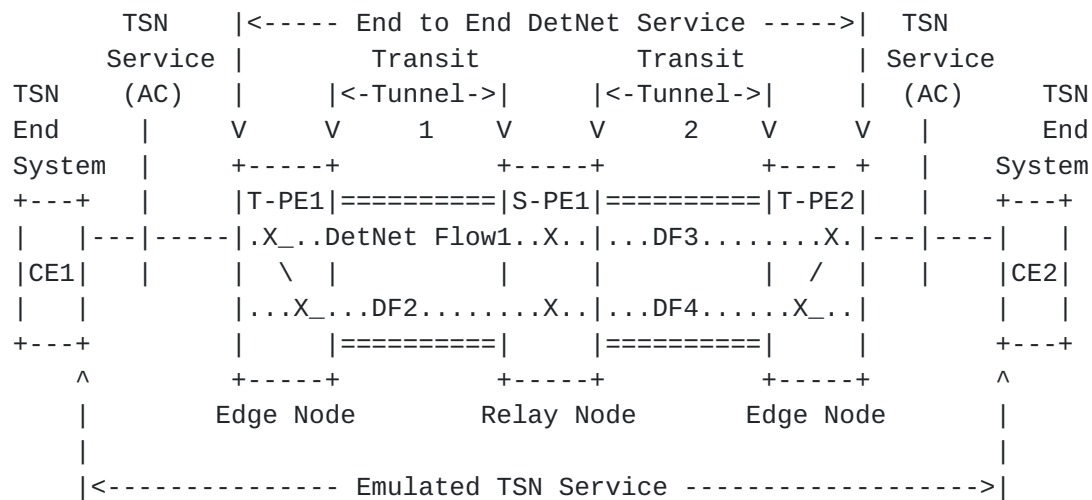 TSN     |<----- End to End DetNet Service ----->|  TSN
        Service  |         Transit          Transit      | Service
  TSN    (AC)    |     |<-Tunnel->|     |<-Tunnel->|     |  (AC)     TSN
  End     |      V     V     1    V     V     2    V     V   |       End
  System  |      +-----+          +-----+          +---- +   |    System
  +---+   |      |T-PE1|==========|S-PE1|==========|T-PE2|   |    +---+
  |   |---|------|.X_..DetNet Flow1..X..|...DF3........X.|---|----|   |
  |CE1|   |      |  \  |          |     |          |  /  |   |    |CE2|
  |   |          |...X_...DF2........X..|...DF4......X_..|        |   |
  +---+          |     |==========|     |==========|     |        +---+
      ^          +-----+          +-----+          +-----+        ^
      |        Edge Node        Relay Node        Edge Node       |
      |                                                           |
      |<--------------- Emulated TSN Service -------------------->|